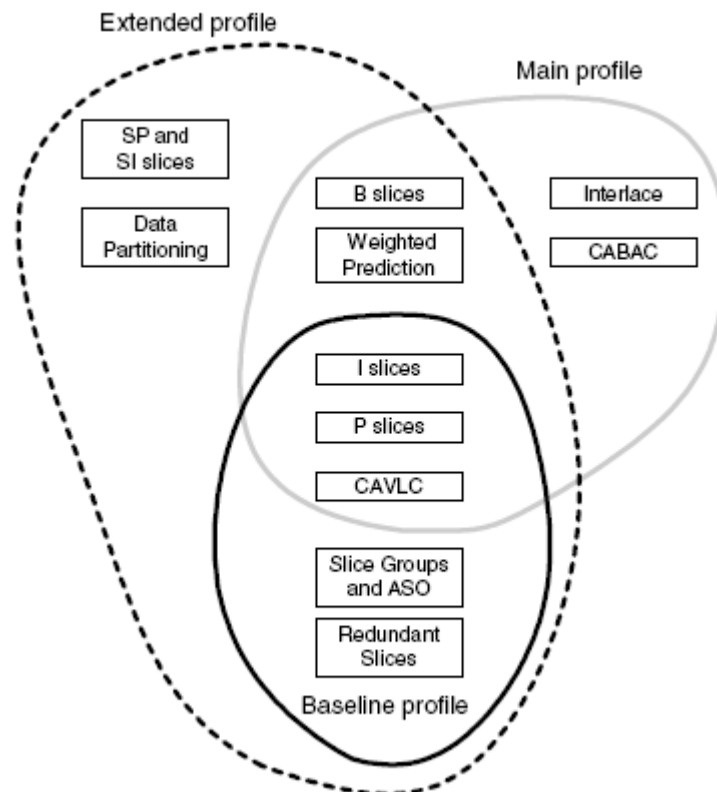 Extended profile
Main profile
SP and
SI slices
B slices
Interlace
Data
Partitioning
Weighted
Prediction
CABAC
I slices
P slices
CAVLC
Slice Groups
and ASO
Redundant
Slices
Baseline profile